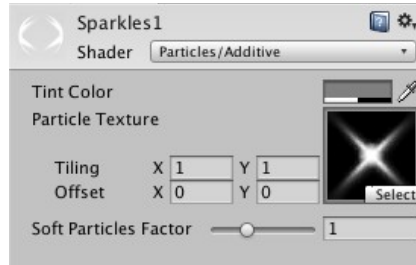 Sparkles1
Shader Particles/Additive
Tint Color
Particle Texture
Tiling X 1 Y 1
Offset X 0 Y 0
Select
Soft Particles Factor 1